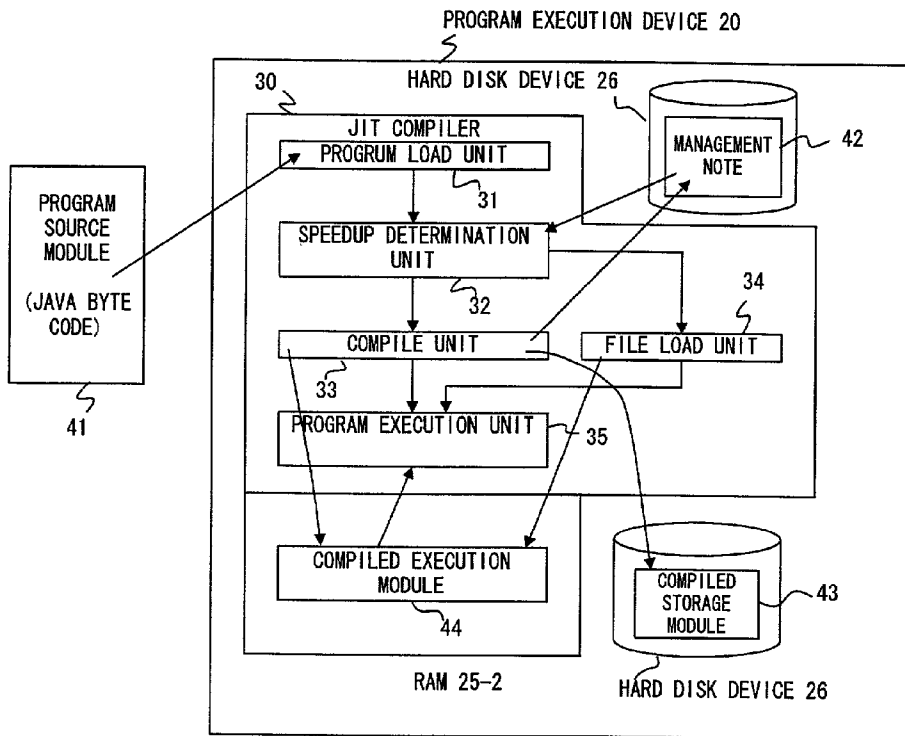 PROGRAM EXECUTION DEVICE 20
HARD DISK DEVICE 26
30
JIT COMPILER
PROGRUM LOAD UNIT
31
MANAGEMENT
NOTE
42
PROGRAM
SOURCE
MODULE
(JAVA BYTE
CODE)
41
SPEEDUP DETERMINATION
UNIT
32
34
COMPILE UNIT
33
FILE LOAD UNIT
PROGRAM EXECUTION UNIT
35
COMPILED EXECUTION
MODULE
44
COMPILED
STORAGE
MODULE
43
RAM 25-2
HARD DISK DEVICE 26